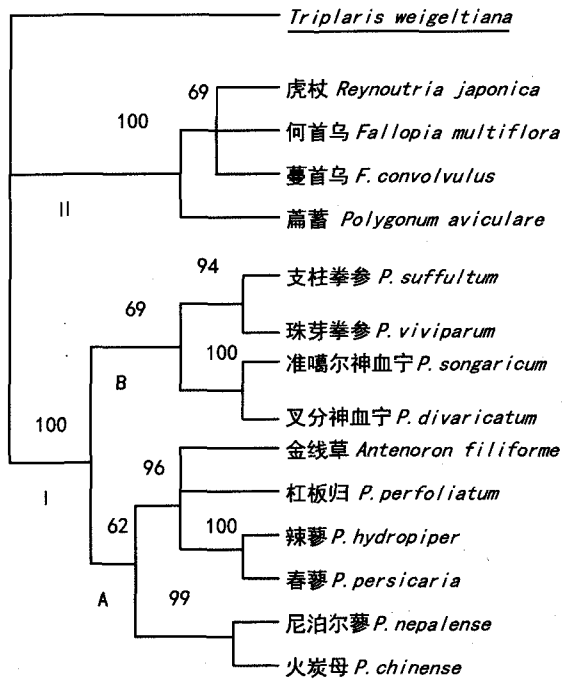 Triplaris weigeltiana
69
虎杖 Reynoutria japonica
100
何首乌 Fallopia multiflora
蔓首乌 F.convolvulus
II
萹蓄 Polygonum aviculare
94
支柱拳参 P.suffultum
69
珠芽拳参 P.viviparum
100
准噶尔神血宁 P.songaricum
B
叉分神血宁 P.divaricatum
100
金线草 Antenoron filiforme
96
杠板归 P.perfoliatum
I
62
100
辣蓼 P.hydropiper
春蓼 P.persicaria
A
99
尼泊尔蓼 P.nepalense
火炭母 P.chinense